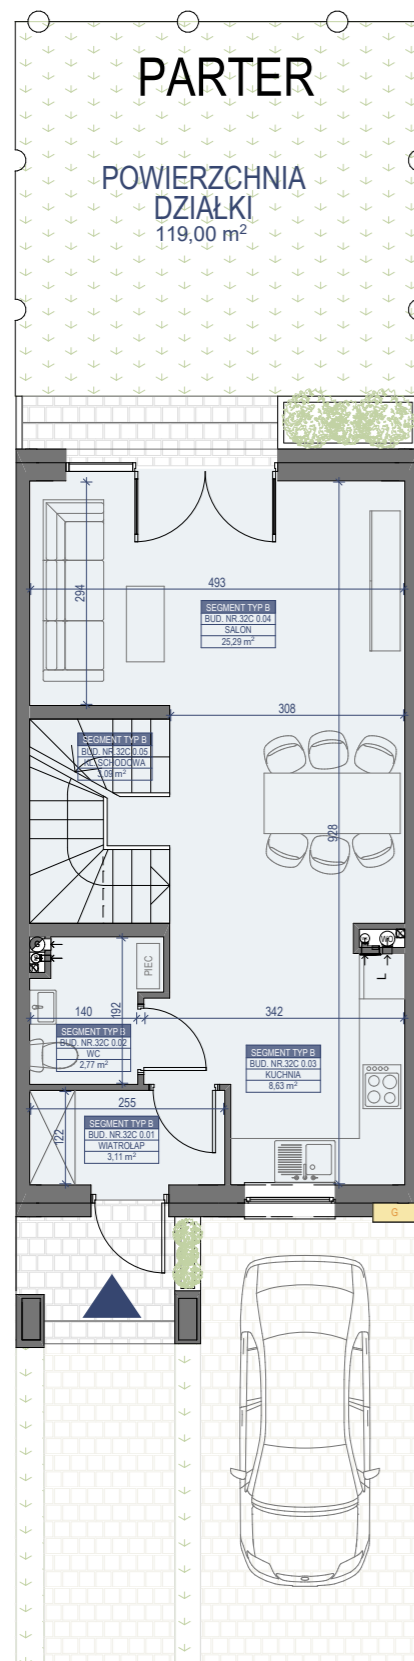 PARTER
POWIERZCHNIA
DZIAŁKI
119,00 m²
493
294
SEGMENT TYP B
BUD. NR.32C 0.04
SALON
25,29 m²
308
SEGMENT TYP B
BUD. NR.32C 0.05
KL.SCHODOWA
3,09 m²
928
PIEC
L
140
192
342
SEGMENT TYP B
BUD. NR.32C 0.02
WC
2,77 m²
SEGMENT TYP B
BUD. NR.32C 0.03
KUCHNIA
8,63 m²
255
122
SEGMENT TYP B
BUD. NR.32C 0.01
WIATROŁAP
3,11 m²
G